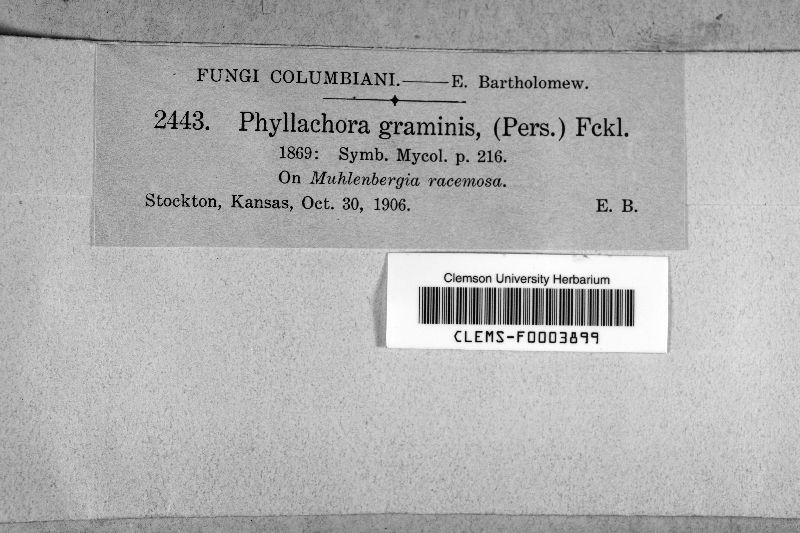 FUNGI COLUMBIANI.——E. Bartholomew.
2443. Phyllachora graminis, (Pers.) Fckl.
1869: Symb. Mycol. p. 216.
On Muhlenbergia racemosa.
Stockton, Kansas, Oct. 30, 1906. E. B.
Clemson University Herbarium
CLEMS-F0003899